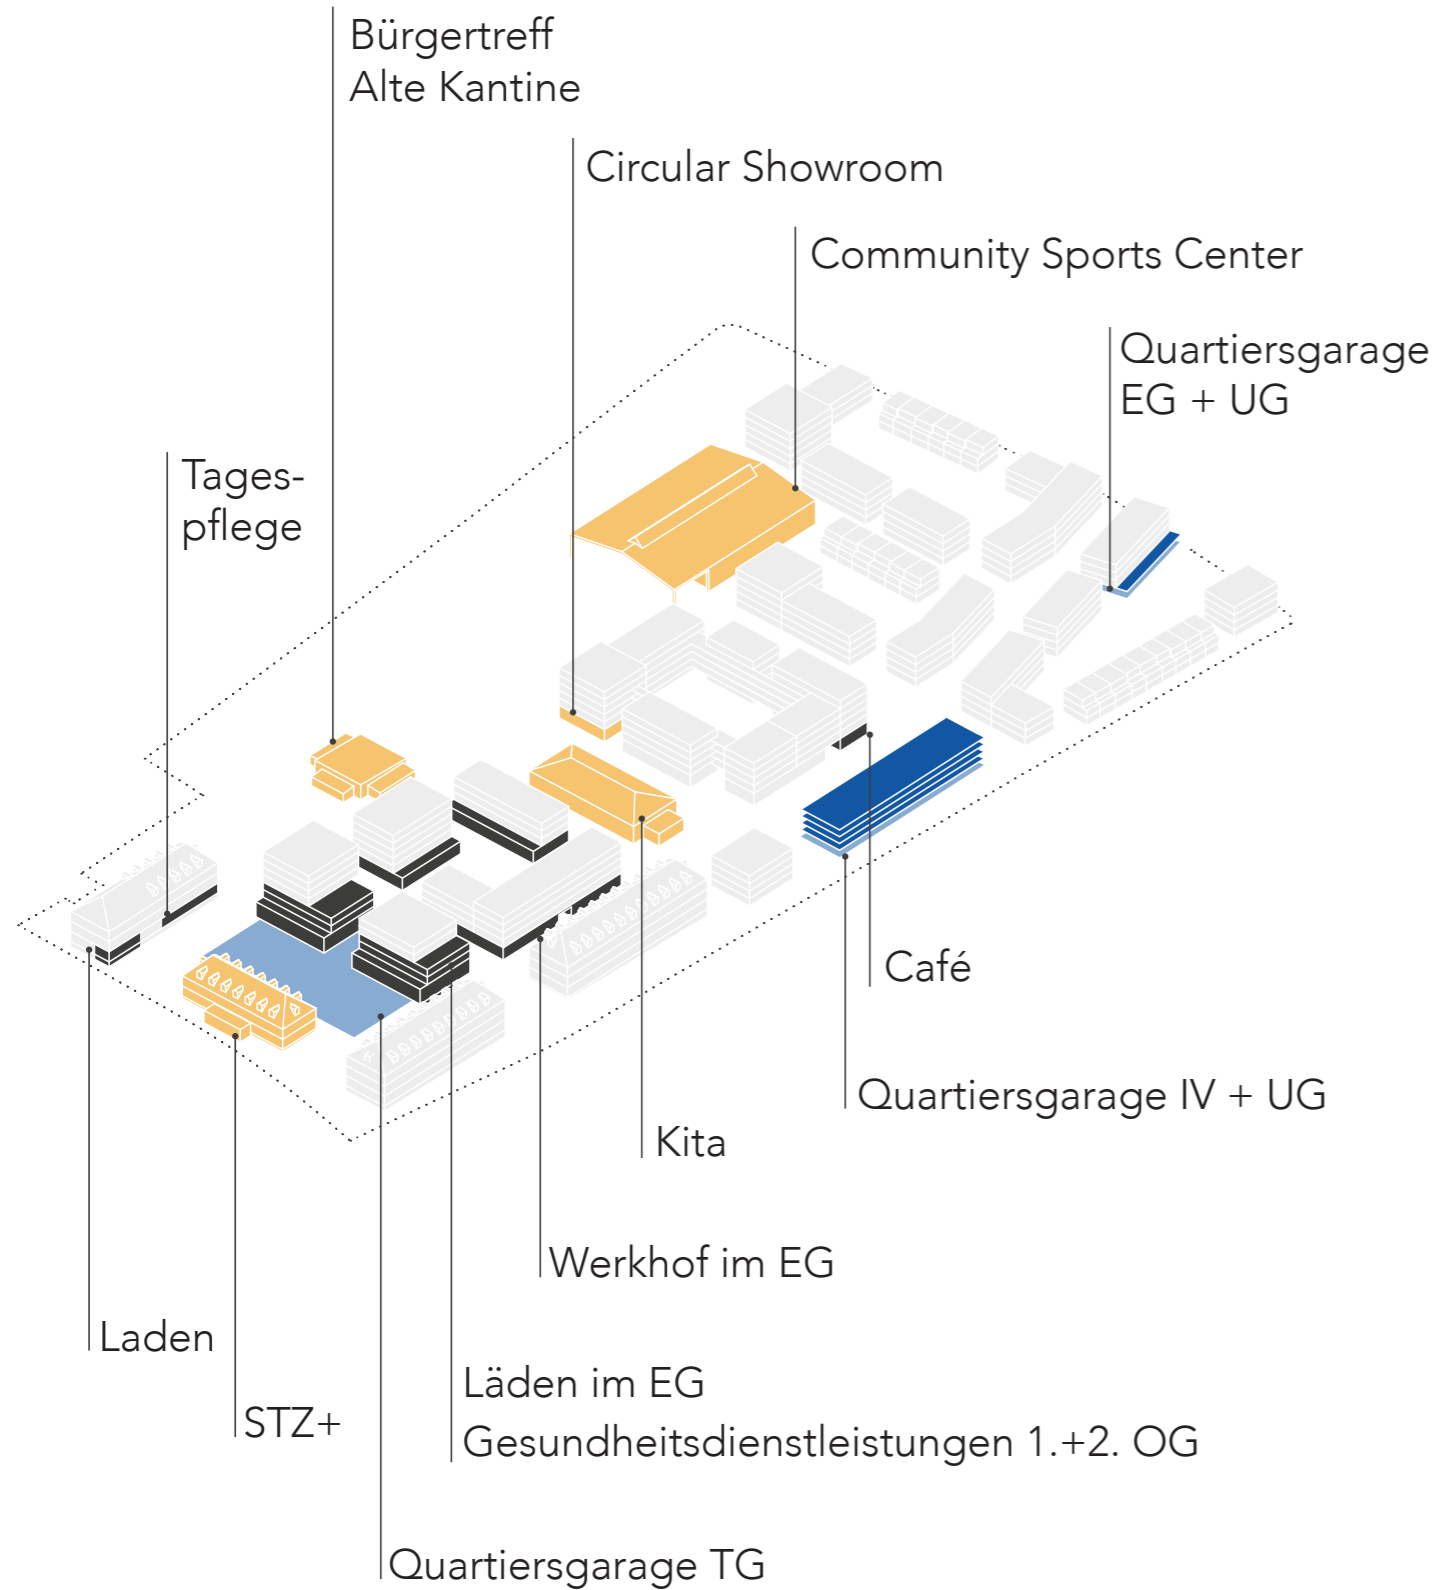 Bürgertreff
Alte Kantine
Circular Showroom
Community Sports Center
Quartiersgarage
EG + UG
Tages-
pflege
Café
Quartiersgarage IV + UG
Kita
Werkhof im EG
Laden
Läden im EG
STZ+
Gesundheitsdienstleistungen 1.+2. OG
Quartiersgarage TG